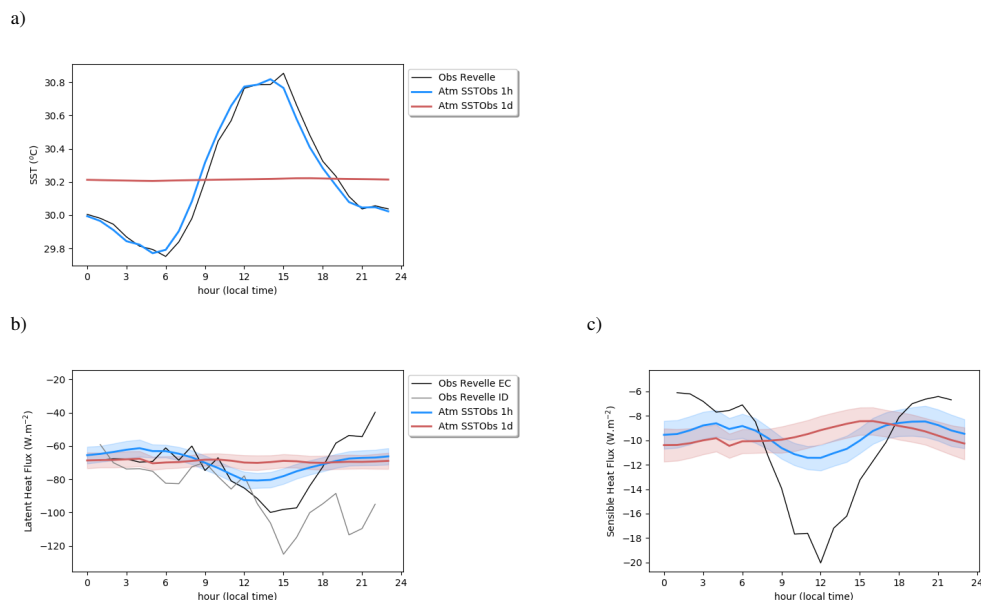 a)
30.8
30.6
30.4
30.2
30.0
29.8
SST (°C)
0 3 6 9 12 15 18 21 24
hour (local time)
Obs Revelle
Atm SSTObs 1h
Atm SSTObs 1d
b)
−20
−40
−60
−80
−100
−120
Latent Heat Flux (W.m⁻²)
0 3 6 9 12 15 18 21 24
hour (local time)
Obs Revelle EC
Obs Revelle ID
Atm SSTObs 1h
Atm SSTObs 1d
c)
−6
−8
−10
−12
−14
−16
−18
−20
Sensible Heat Flux (W.m⁻²)
0 3 6 9 12 15 18 21 24
hour (local time)